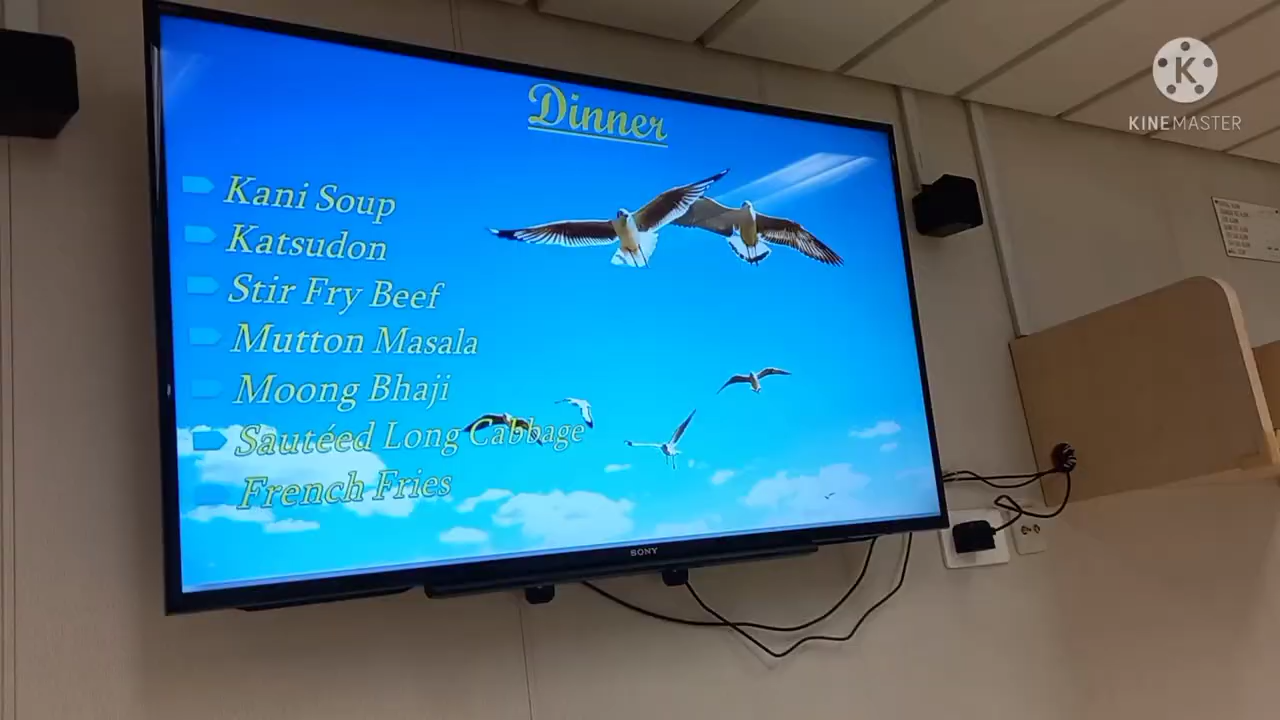 Dinner
Kani Soup
Katsudon
Stir Fry Beef
Mutton Masala
Moong Bhaji
Sautéed Long Cabbage
French Fries
SONY
K
KINEMASTER